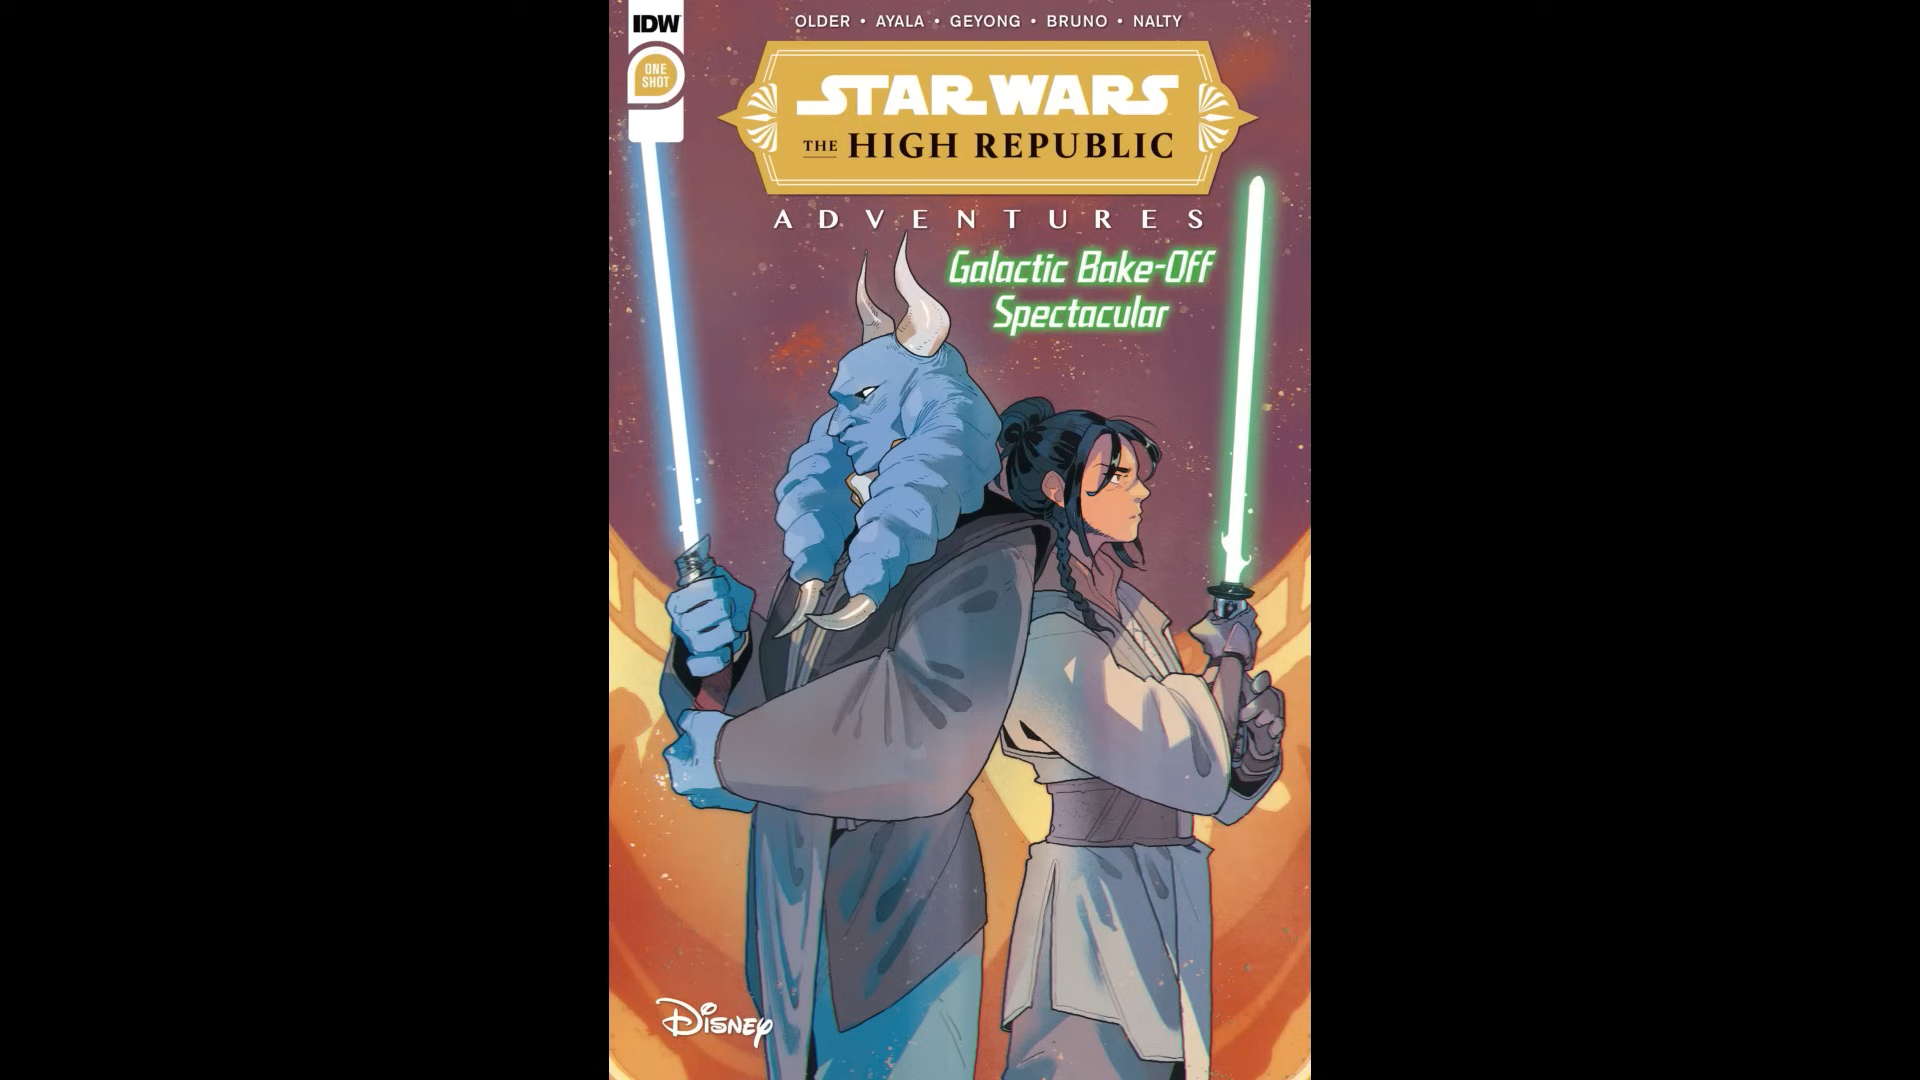 IDW
ONE
SHOT
OLDER • AYALA • GEYONG • BRUNO • NALTY
STAR WARS
THE HIGH REPUBLIC
ADVENTURES
Galactic Bake-Off
Spectacular
Disney